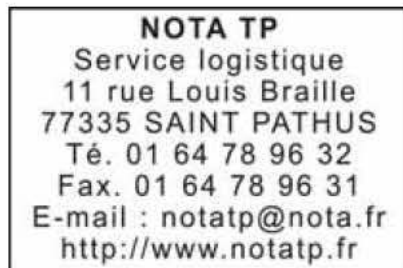 NOTA TP
Service logistique
11 rue Louis Braille
77335 SAINT PATHUS
Té. 01 64 78 96 32
Fax. 01 64 78 96 31
E-mail : notatp@nota.fr
http://www.notatp.fr